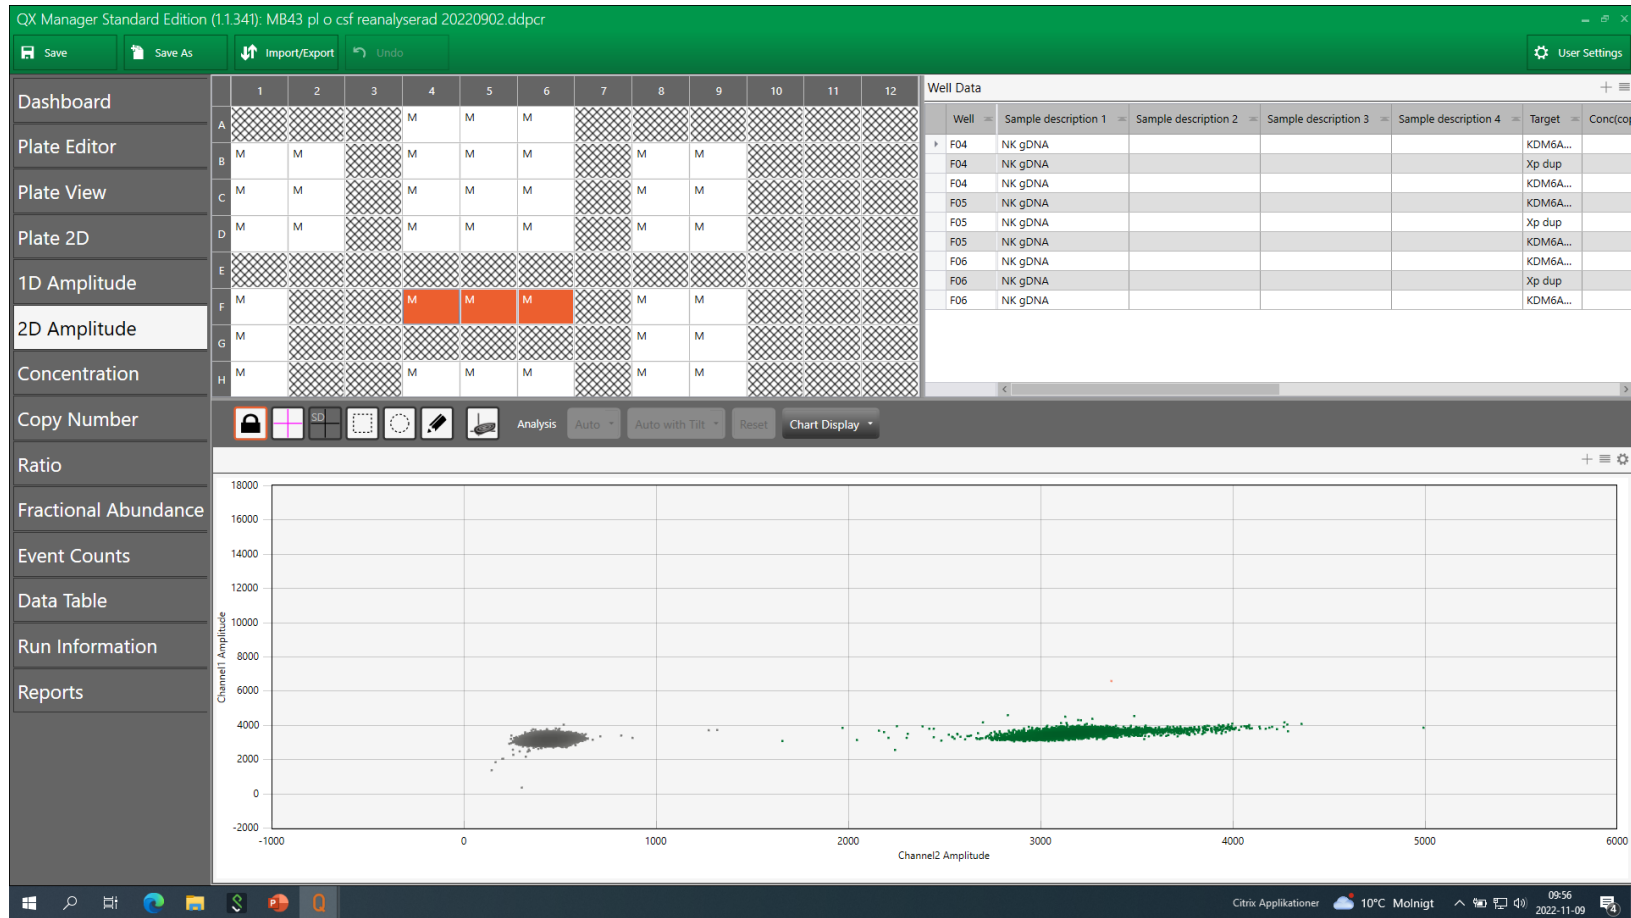 QX Manager Standard Edition (1.1.341): MB43 pl o csf reanalyserad 20220902.ddpcr
Save Save As Import/Export Undo User Settings
Dashboard
Plate Editor
Plate View
Plate 2D
1D Amplitude
2D Amplitude
Concentration
Copy Number
Ratio
Fractional Abundance
Event Counts
Data Table
Run Information
Reports
1 2 3 4 5 6 7 8 9 10 11 12
A M M M
B M M M M M M M
C M M M M M M M
D M M M M M M M
E
F M M M M M M
G M M M
H M M M M M M
Well Data
Well Sample description 1 Sample description 2 Sample description 3 Sample description 4 Target Conc(cop
F04 NK gDNA KDM6A...
F04 NK gDNA Xp dup
F04 NK gDNA KDM6A...
F05 NK gDNA KDM6A...
F05 NK gDNA Xp dup
F05 NK gDNA KDM6A...
F06 NK gDNA KDM6A...
F06 NK gDNA Xp dup
F06 NK gDNA KDM6A...
SD Analysis Auto Auto with Tilt Reset Chart Display
Channel1 Amplitude
18000
16000
14000
12000
10000
8000
6000
4000
2000
0
-2000
-1000 0 1000 2000 3000 4000 5000 6000
Channel2 Amplitude
Citrix Applikationer 10°C Molnigt 09:56
2022-11-09 4